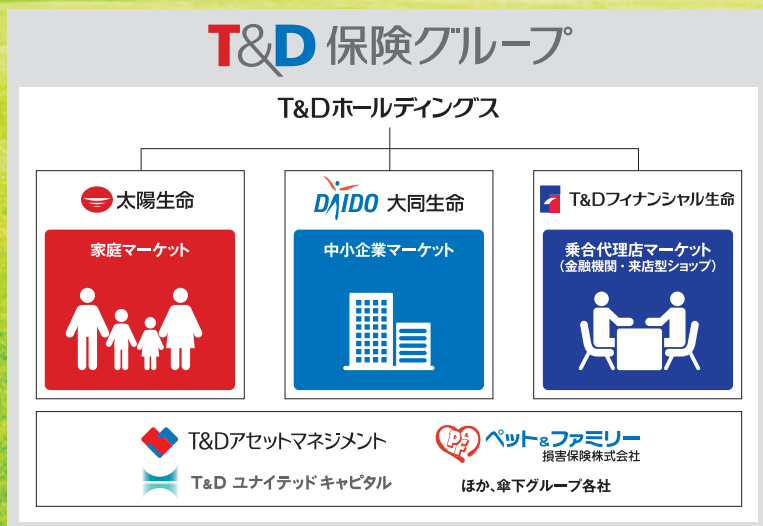 T&D 保険グループ
T&Dホールディングス
太陽生命
家庭マーケット
DAIDO 大同生命
中小企業マーケット
T&Dフィナンシャル生命
乗合代理店マーケット
(金融機関・来店型ショップ)
T&Dアセットマネジメント
PaF ペット&ファミリー
損害保険株式会社
T&D ユナイテッド キャピタル
ほか、傘下グループ各社